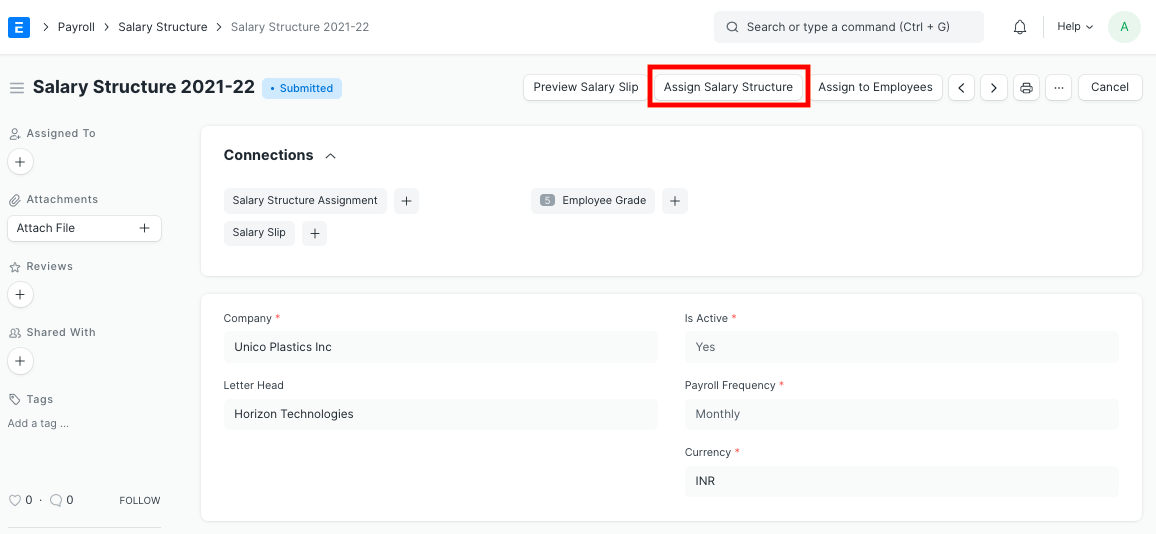 E > Payroll > Salary Structure > Salary Structure 2021-22 Search or type a command (Ctrl + G) Help A
Salary Structure 2021-22 • Submitted Preview Salary Slip Assign Salary Structure Assign to Employees < > ... Cancel
Assigned To
+
Attachments
Attach File +
Reviews
+
Shared With
+
Tags
Add a tag ...
0 · 0 FOLLOW
Connections
Salary Structure Assignment + 5 Employee Grade +
Salary Slip +
Company *
Unico Plastics Inc
Letter Head
Horizon Technologies
Is Active *
Yes
Payroll Frequency *
Monthly
Currency *
INR